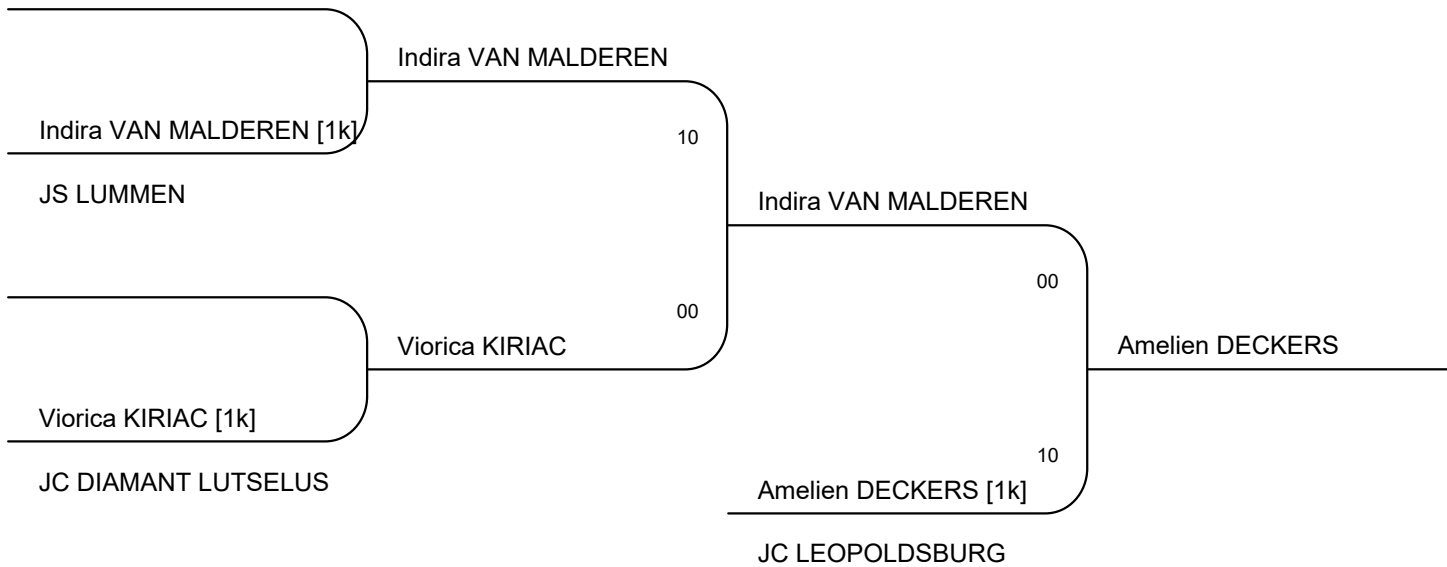 Indira VAN MALDEREN
Indira VAN MALDEREN [1k]
10
JS LUMMEN
Indira VAN MALDEREN
00
00
Viorica KIRIAC
Amelien DECKERS
Viorica KIRIAC [1k]
10
JC DIAMANT LUTSELUS
Amelien DECKERS [1k]
JC LEOPOLDSBURG